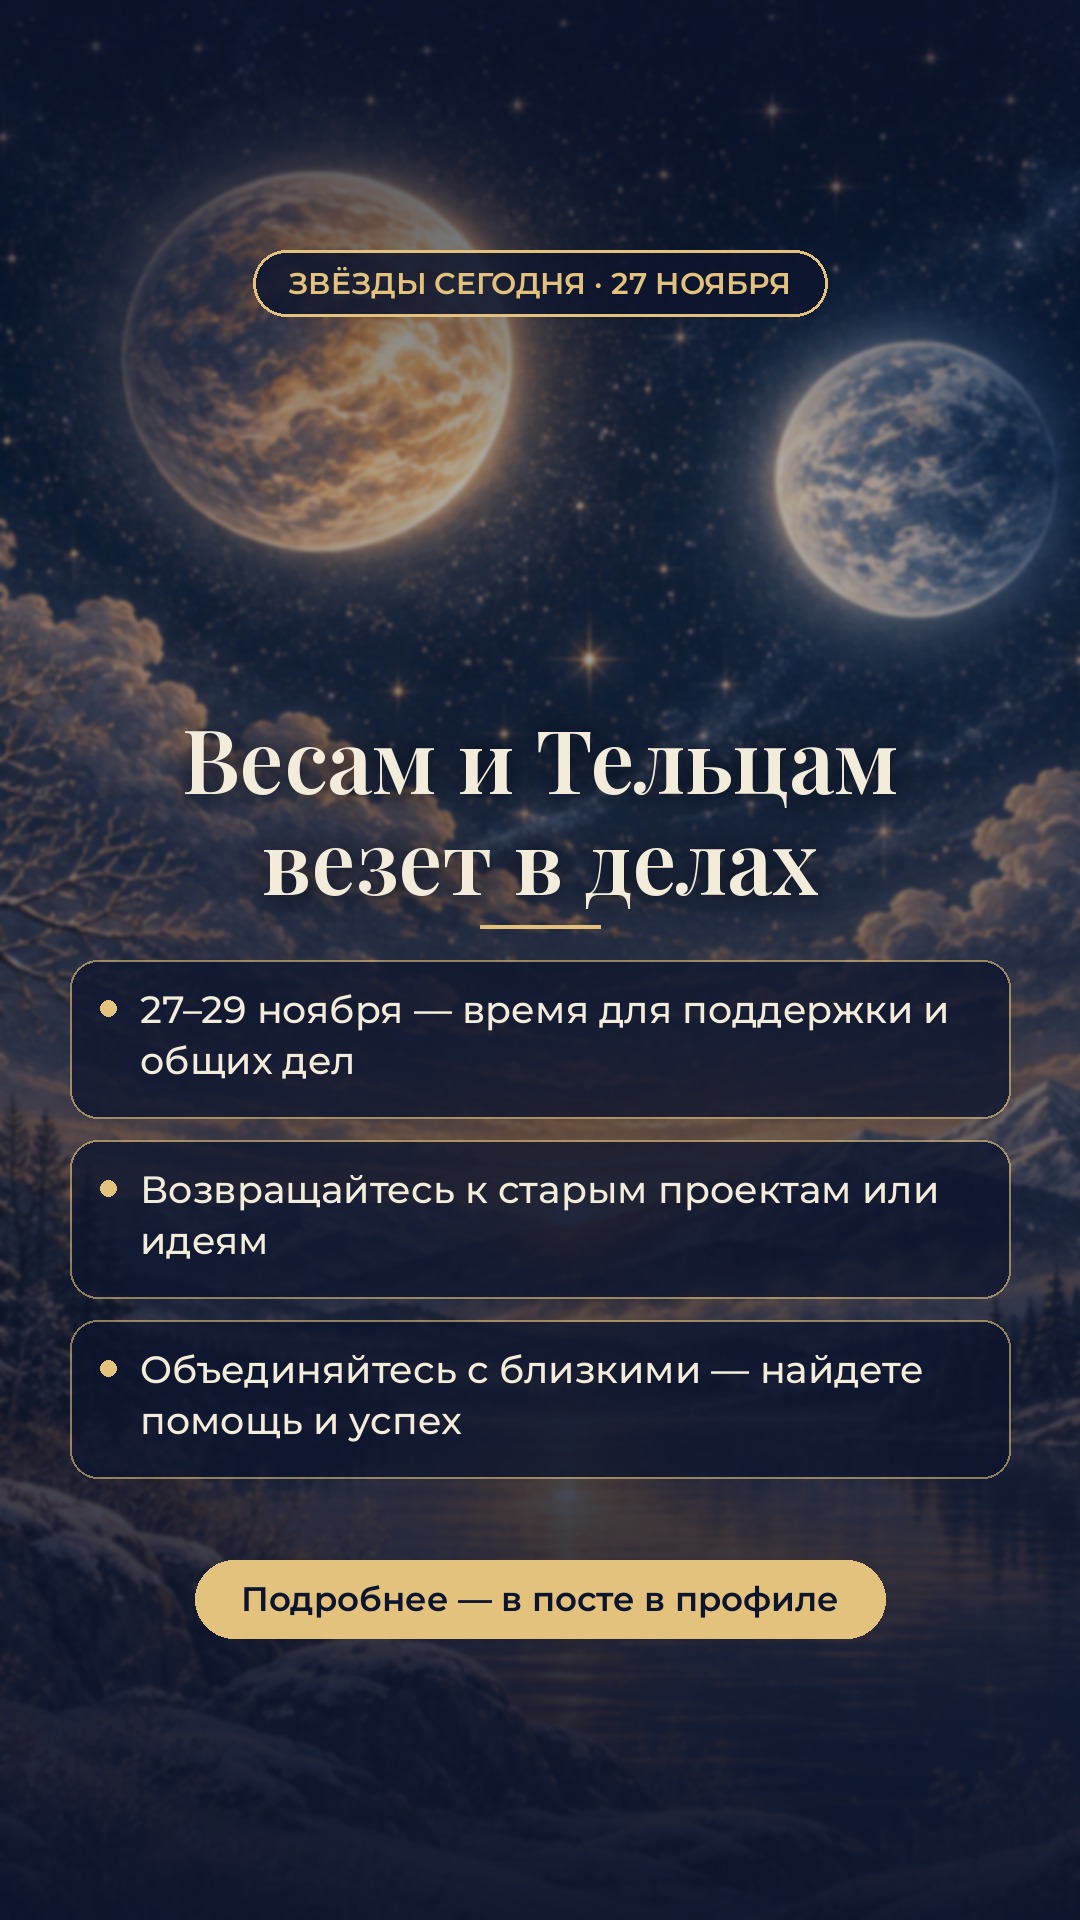 ЗВЁЗДЫ СЕГОДНЯ · 27 НОЯБРЯ
Весам и Тельцам
везет в делах
27–29 ноября — время для поддержки и
общих дел
Возвращайтесь к старым проектам или
идеям
Объединяйтесь с близкими — найдете
помощь и успех
Подробнее — в посте в профиле